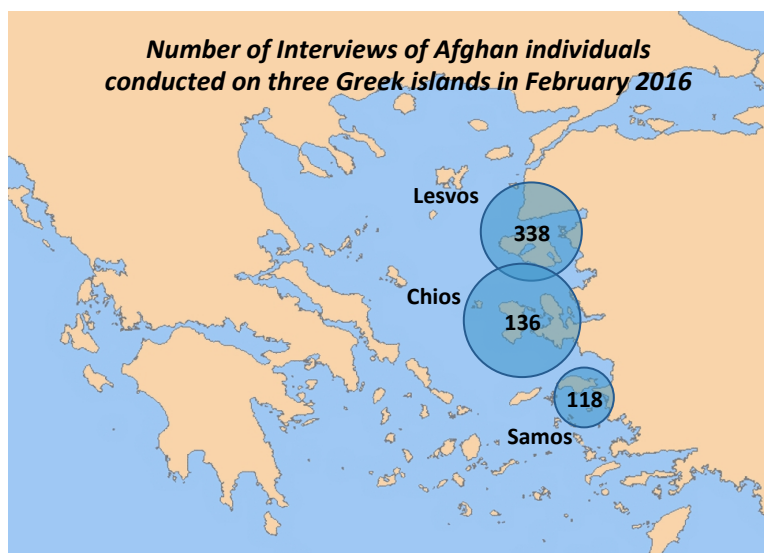 Number of Interviews of Afghan individuals
conducted on three Greek islands in February 2016
Lesvos
338
Chios
136
118
Samos